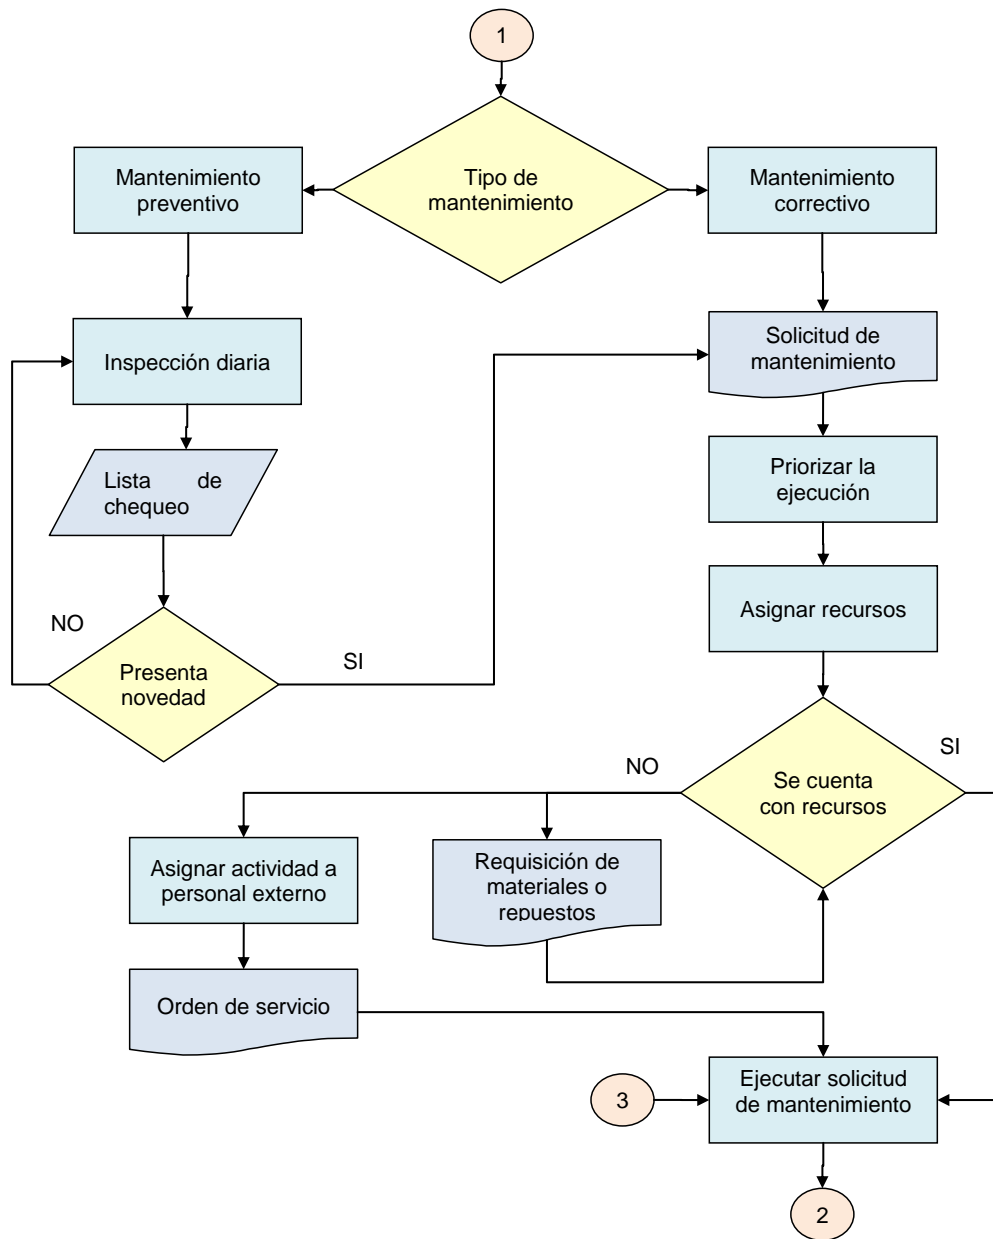 1
Tipo de
mantenimiento
Mantenimiento
preventivo
Mantenimiento
correctivo
Inspección diaria
Solicitud de
mantenimiento
Lista de
chequeo
Priorizar la
ejecución
Asignar recursos
NO
Presenta
novedad
SI
NO
Se cuenta
con recursos
SI
Asignar actividad a
personal externo
Requisición de
materiales o
repuestos
Orden de servicio
3
Ejecutar solicitud
de mantenimiento
2